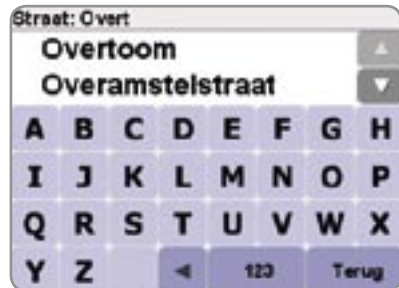 Straat: Overt
Overtoom
Overamstelstraat
A B C D E F G H
I J K L M N O P
Q R S T U V W X
Y Z 123 Terug